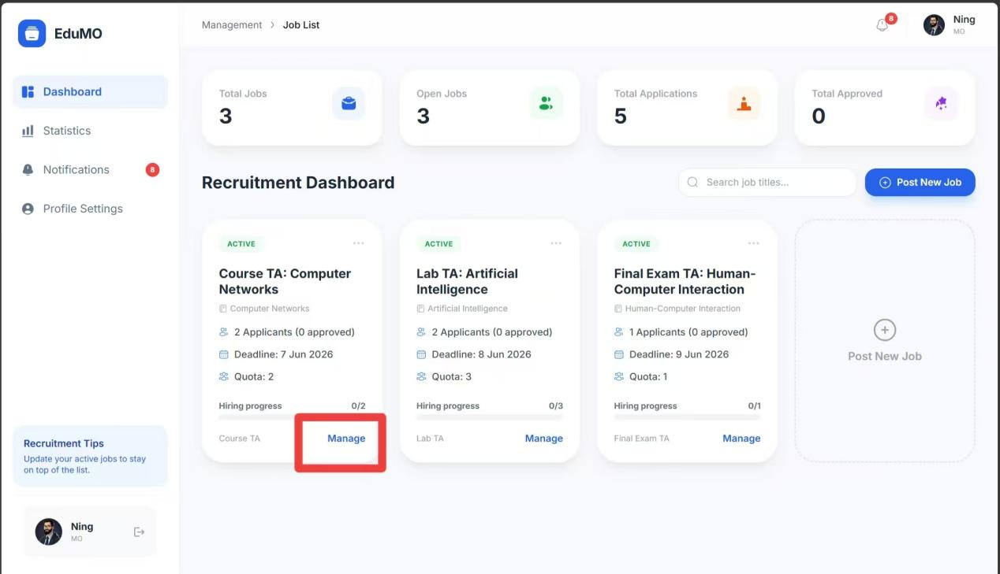 EduMO
Dashboard
Statistics
Notifications
8
Profile Settings
Recruitment Tips
Update your active jobs to stay
on top of the list.
Ning
MO
Management
Job List
8
Ning
MO
Total Jobs
3
Open Jobs
3
Total Applications
5
Total Approved
0
Recruitment Dashboard
Search job titles...
Post New Job
ACTIVE
Course TA: Computer
Networks
Computer Networks
2 Applicants (0 approved)
Deadline: 7 Jun 2026
Quota: 2
Hiring progress 0/2
Course TA
Manage
ACTIVE
Lab TA: Artificial
Intelligence
Artificial Intelligence
2 Applicants (0 approved)
Deadline: 8 Jun 2026
Quota: 3
Hiring progress 0/3
Lab TA
Manage
ACTIVE
Final Exam TA: Human-
Computer Interaction
Human-Computer Interaction
1 Applicants (0 approved)
Deadline: 9 Jun 2026
Quota: 1
Hiring progress 0/1
Final Exam TA
Manage
Post New Job